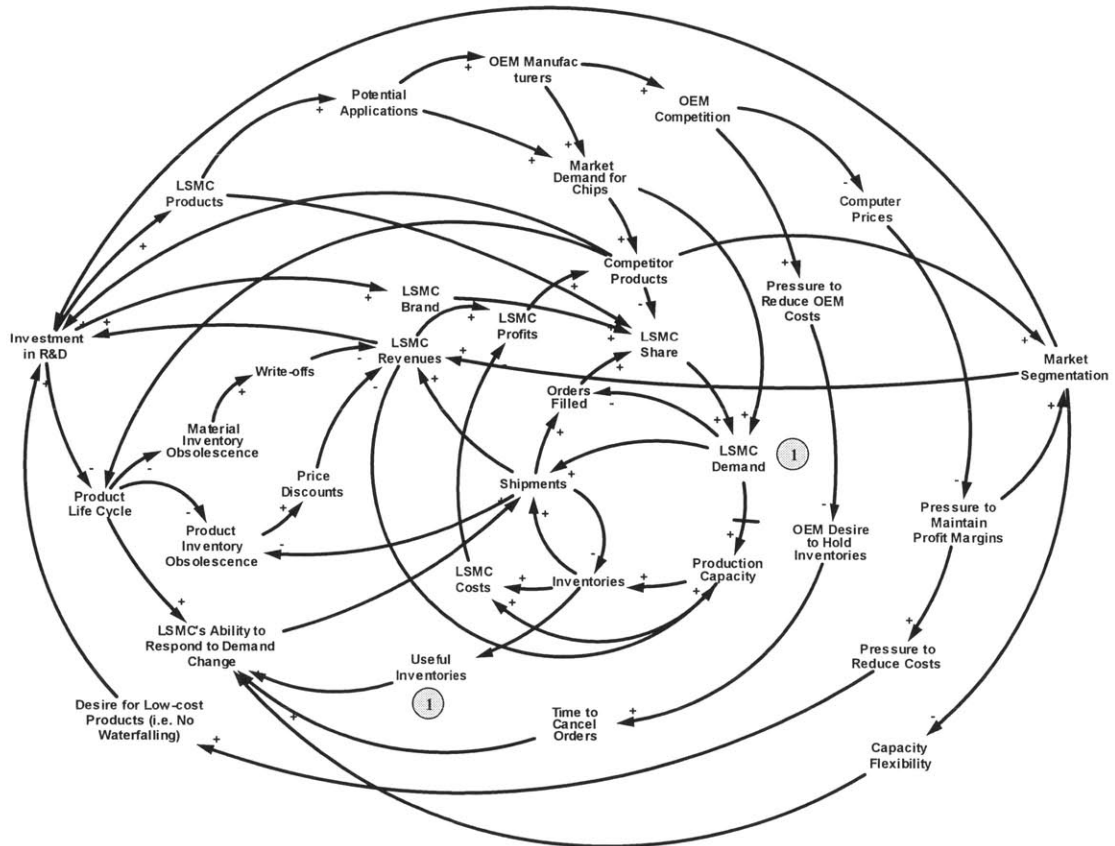 OEM Manufac
turers
Potential
Applications
OEM
Competition
Market
Demand for
Chips
LSMC
Products
Computer
Prices
Competitor
Products
LSMC
Brand
Pressure to
Reduce OEM
Costs
LSMC
Profits
Investment
in R&D
LSMC
Revenues
LSMC
Share
Market
Segmentation
Write-offs
Orders
Filled
Material
Inventory
Obsolescence
LSMC
Demand
1
Price
Discounts
Shipments
Product
Life Cycle
Pressure to
Maintain
Profit Margins
Product
Inventory
Obsolescence
OEM Desire
to Hold
Inventories
LSMC
Costs
Inventories
Production
Capacity
LSMC's Ability to
Respond to Demand
Change
Useful
Inventories
1
Pressure to
Reduce Costs
Desire for Low-cost
Products (i.e. No
Waterfalling)
Time to
Cancel
Orders
Capacity
Flexibility